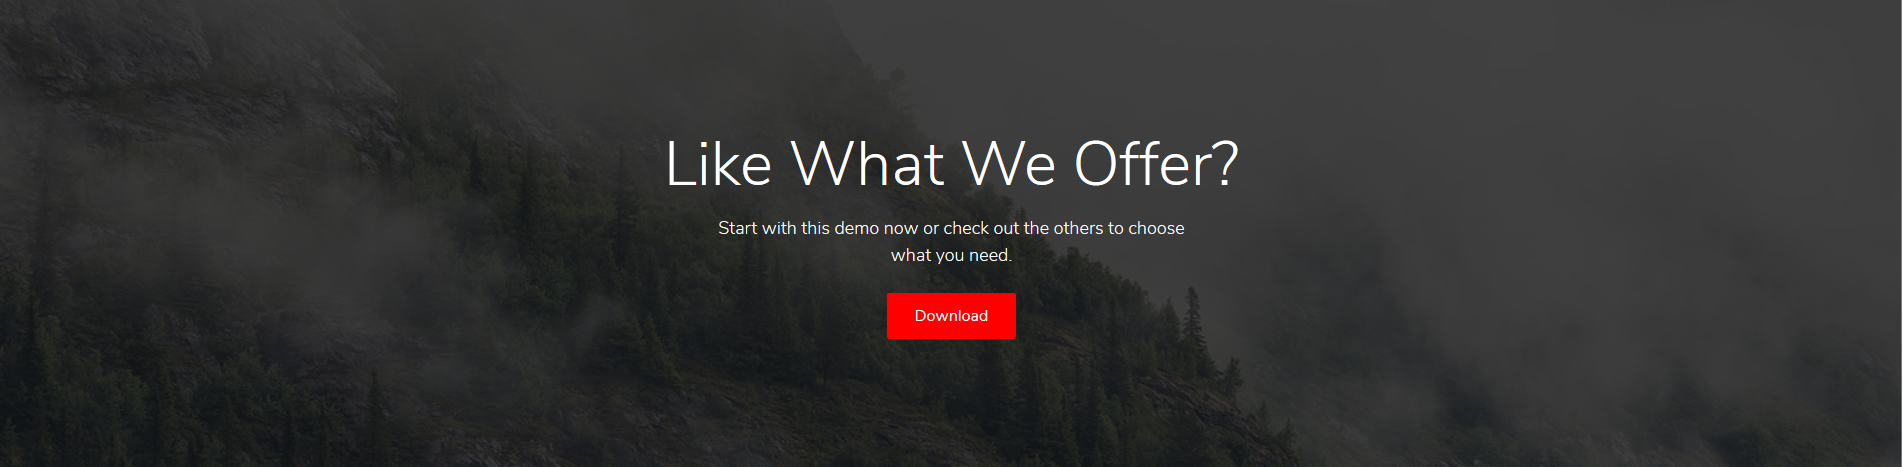 Like What We Offer?
Start with this demo now or check out the others to choose
what you need.
Download